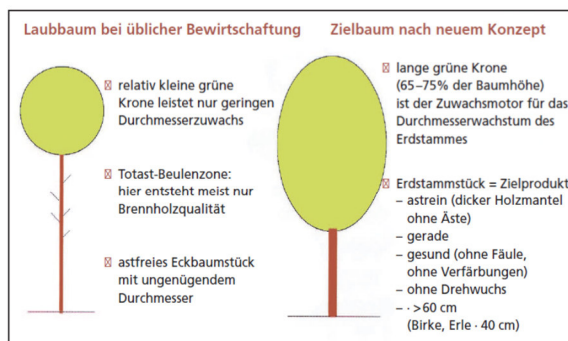 Laubbaum bei üblicher Bewirtschaftung
relativ kleine grüne
Krone leistet nur geringen
Durchmesserzuwachs
Totast-Beulenzone:
hier entsteht meist nur
Brennholzqualität
astfreies Eckbaumstück
mit ungenügendem
Durchmesser
Zielbaum nach neuem Konzept
lange grüne Krone
(65–75% der Baumhöhe)
ist der Zuwachsmotor für das
Durchmesserwachstum des
Erdstammes
Erdstammstück = Zielprodukt
– astrein (dicker Holzmantel
ohne Äste)
– gerade
– gesund (ohne Fäule,
ohne Verfärbungen)
– ohne Drehwuchs
– · >60 cm
(Birke, Erle · 40 cm)